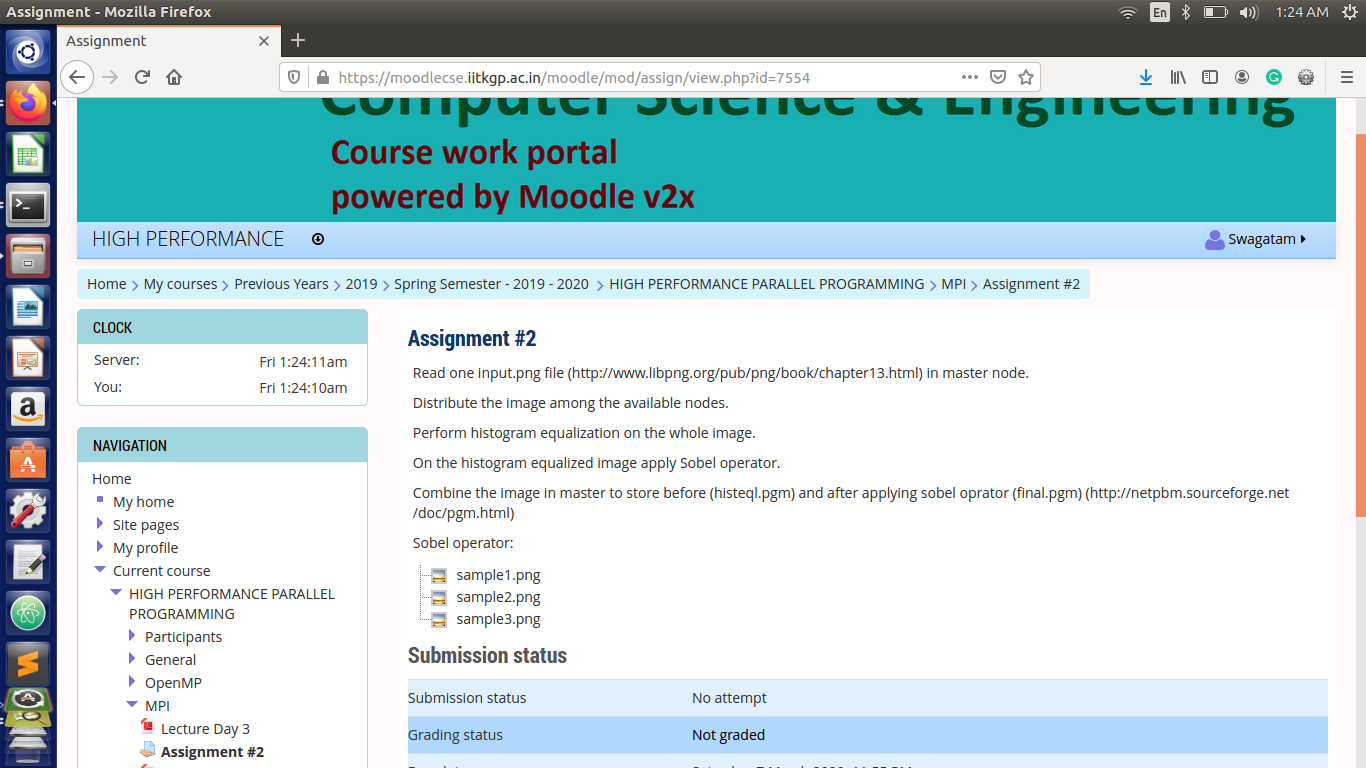 Assignment - Mozilla Firefox
En
1:24 AM
Assignment
https://moodlecse.iitkgp.ac.in/moodle/mod/assign/view.php?id=7554
Computer Science & Engineering
Course work portal
powered by Moodle v2x
HIGH PERFORMANCE
Swagatam
Home My courses Previous Years 2019 Spring Semester - 2019 - 2020 HIGH PERFORMANCE PARALLEL PROGRAMMING MPI Assignment #2
CLOCK
Server: Fri 1:24:11am
You: Fri 1:24:10am
NAVIGATION
Home
My home
Site pages
My profile
Current course
HIGH PERFORMANCE PARALLEL
PROGRAMMING
Participants
General
OpenMP
MPI
Lecture Day 3
Assignment #2
Assignment #2
Read one input.png file (http://www.libpng.org/pub/png/book/chapter13.html) in master node.
Distribute the image among the available nodes.
Perform histogram equalization on the whole image.
On the histogram equalized image apply Sobel operator.
Combine the image in master to store before (histeql.pgm) and after applying sobel oprator (final.pgm) (http://netpbm.sourceforge.net
/doc/pgm.html)
Sobel operator:
sample1.png
sample2.png
sample3.png
Submission status
Submission status No attempt
Grading status Not graded